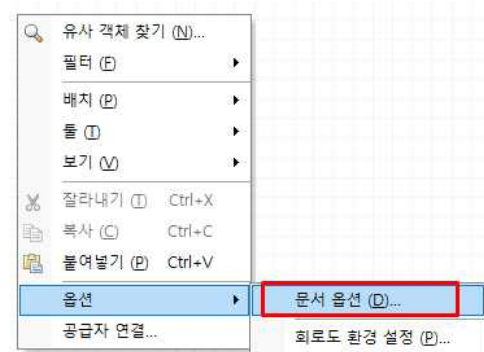 유사 객체 찾기 (N)...
필터 (F)
배치 (P)
툴 (T)
보기 (V)
잘라내기 (T) Ctrl+X
복사 (C) Ctrl+C
붙여넣기 (P) Ctrl+V
옵션
문서 옵션 (D)...
공급자 연결...
회로도 환경 설정 (P)...